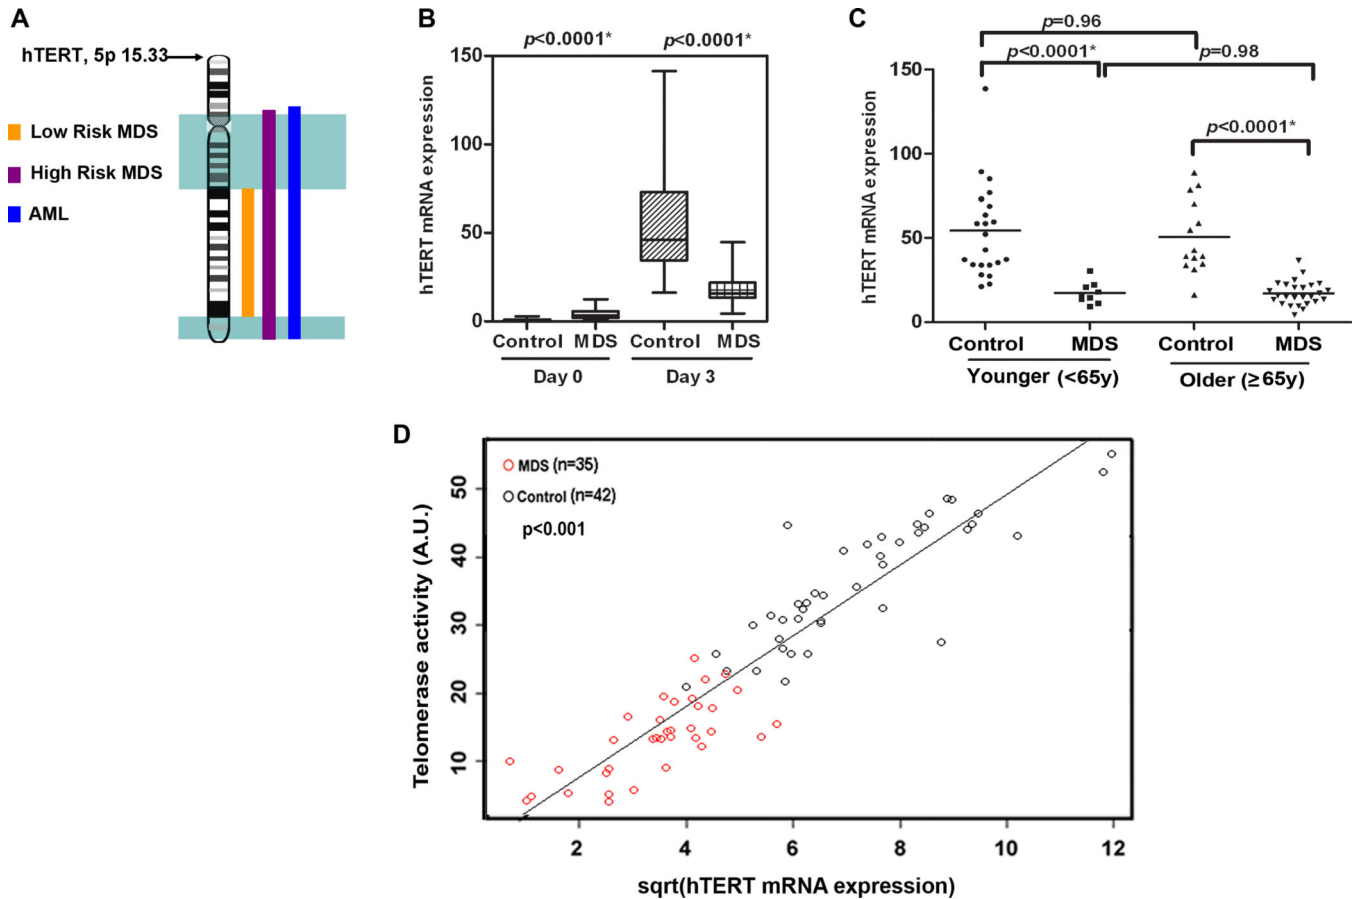 A
hTERT, 5p 15.33
Low Risk MDS
High Risk MDS
AML
B
p<0.0001*
p<0.0001*
hTERT mRNA expression
150
100
50
0
Control
MDS
Control
MDS
Day 0
Day 3
C
p=0.96
p<0.0001*
p=0.98
p<0.0001*
hTERT mRNA expression
150
100
50
0
Control
MDS
Control
MDS
Younger (<65y)
Older (≥65y)
D
MDS (n=35)
Control (n=42)
p<0.001
Telomerase activity (A.U.)
50
40
30
20
10
2
4
6
8
10
12
sqrt(hTERT mRNA expression)